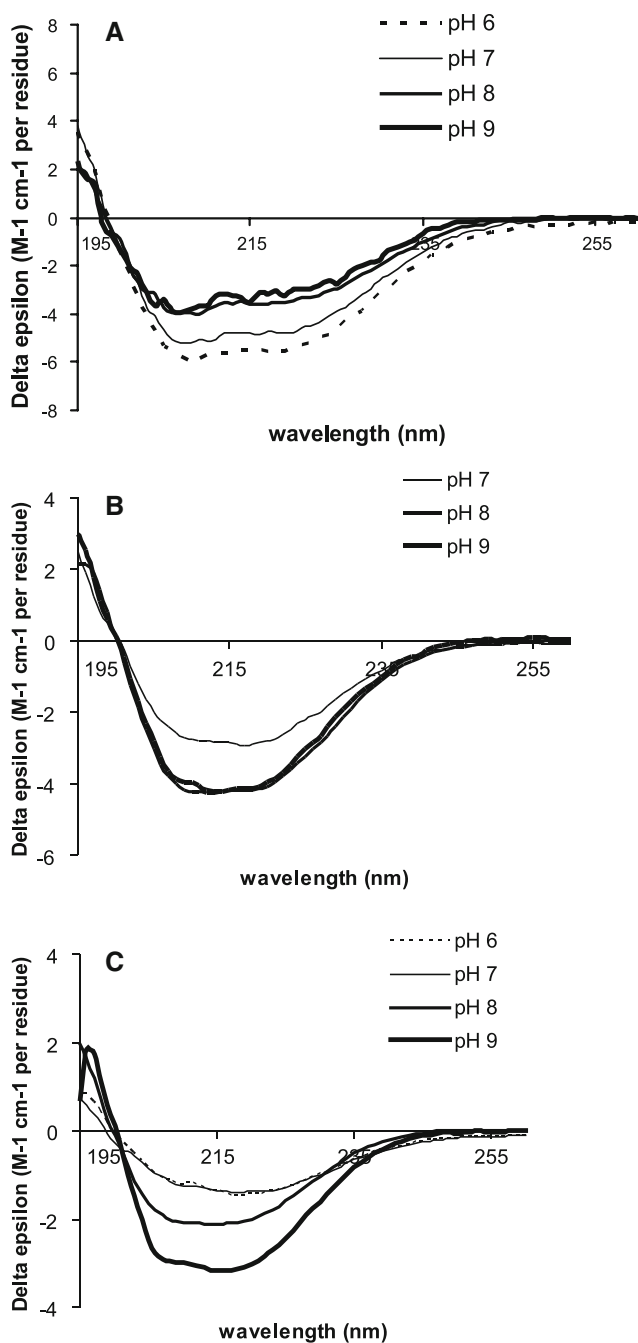 A
Delta epsilon (M-1 cm-1 per residue)
8
6
4
2
0
-2
-4
-6
-8
195
215
235
255
wavelength (nm)
pH 6
pH 7
pH 8
pH 9
B
Delta epsilon (M-1 cm-1 per residue)
4
2
0
-2
-4
-6
195
215
235
255
wavelength (nm)
pH 7
pH 8
pH 9
C
Delta epsilon (M-1 cm-1 per residue)
4
2
0
-2
-4
195
215
235
255
wavelength (nm)
pH 6
pH 7
pH 8
pH 9